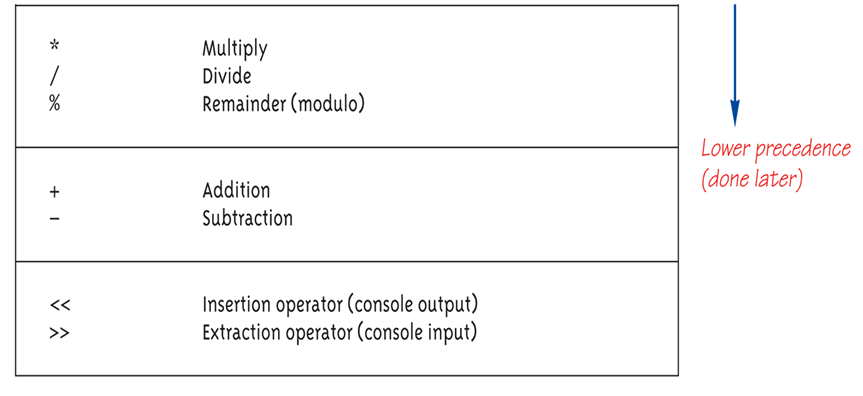 * Multiply
/ Divide
% Remainder (modulo)
+ Addition
– Subtraction
<< Insertion operator (console output)
>> Extraction operator (console input)
Lower precedence
(done later)